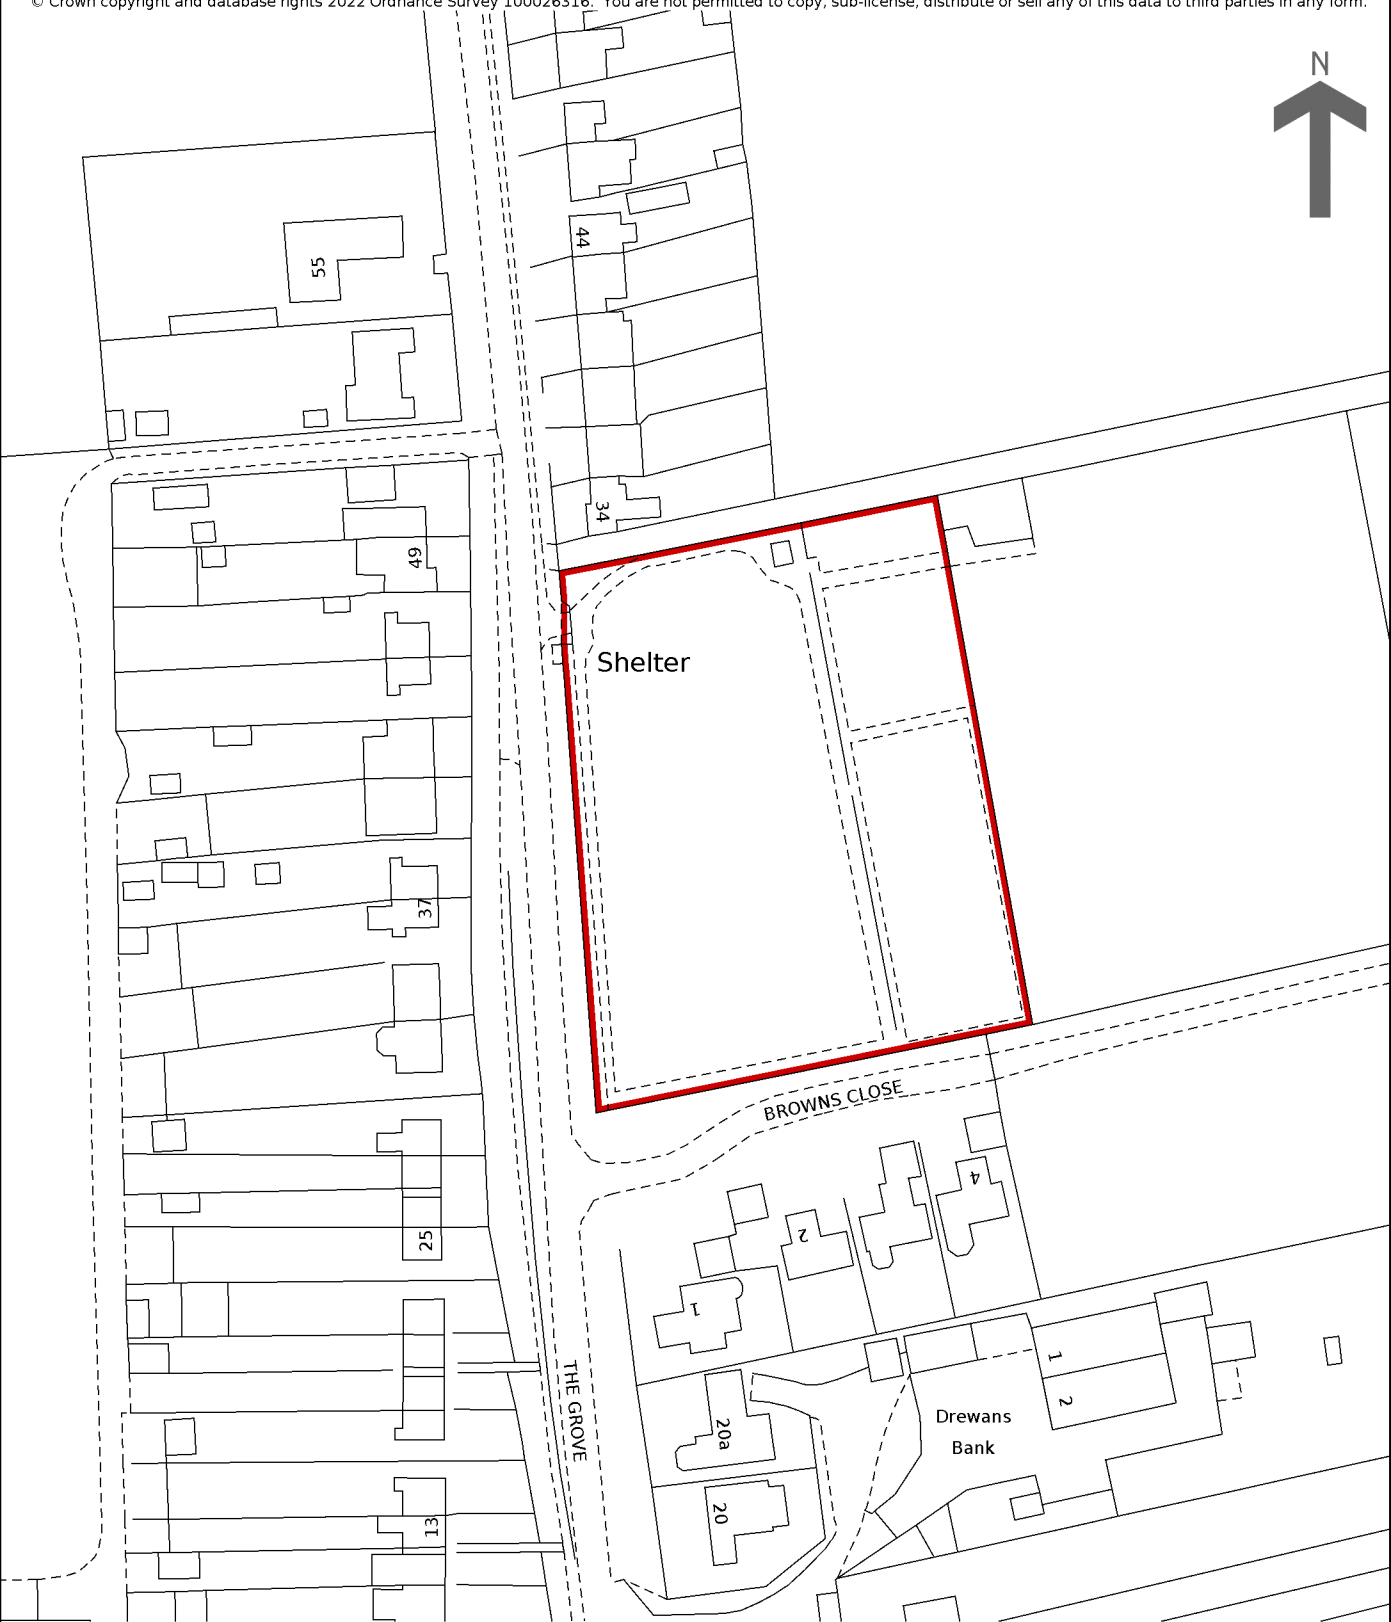 © Crown copyright and database rights 2022 Ordnance Survey 100026316. You are not permitted to copy, sub-license, distribute or sell any of this data to third parties in any form.
N
44
55
34
49
Shelter
37
BROWNS CLOSE
4
2
25
1
1
THE GROVE
2
20a
Drewans
Bank
20
13